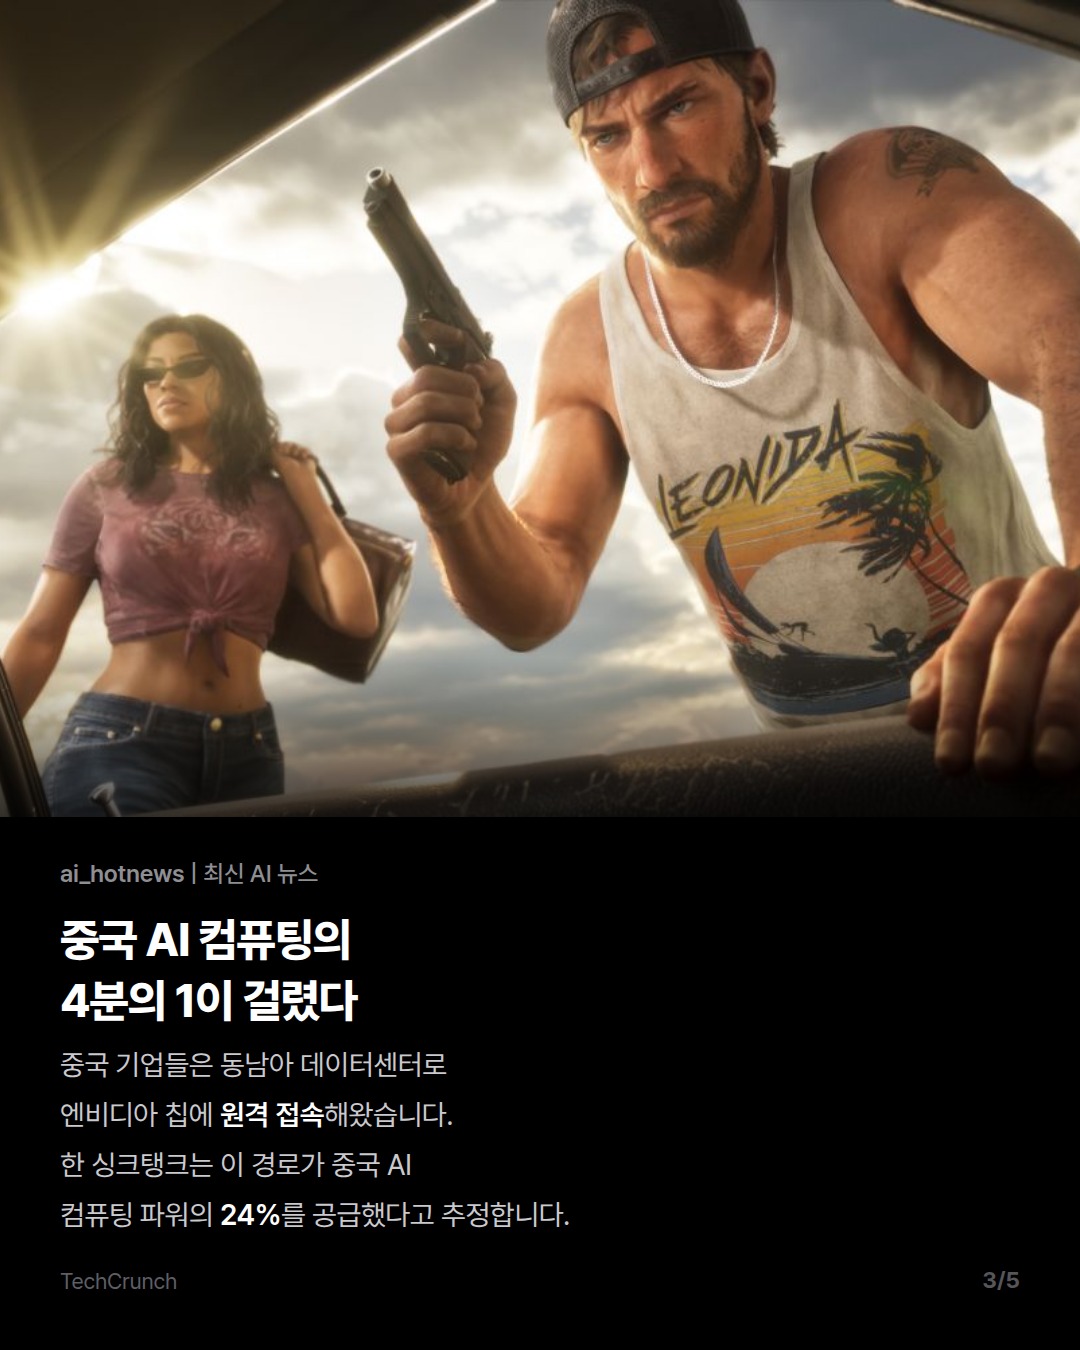 LEONIDA
ai_hotnews | 최신 AI 뉴스
중국 AI 컴퓨팅의
4분의 1이 걸렸다
중국 기업들은 동남아 데이터센터로
엔비디아 칩에 원격 접속해왔습니다.
한 싱크탱크는 이 경로가 중국 AI
컴퓨팅 파워의 24%를 공급했다고 추정합니다.
TechCrunch
3/5